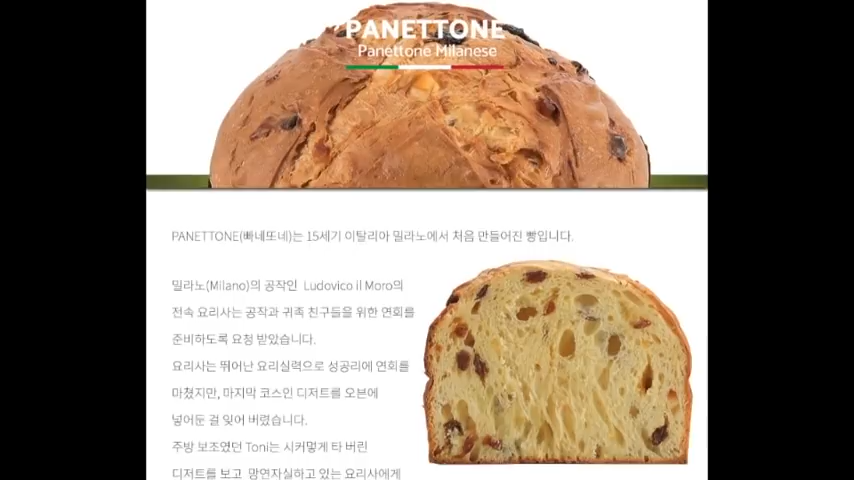 PANETTONE
Panettone Milanese
PANETTONE(빠네또네)는 15세기 이탈리아 밀라노에서 처음 만들어진 빵입니다.
밀라노(Milano)의 공작인 Ludovico il Moro의
전속 요리사는 공작과 귀족 친구들을 위한 연회를
준비하도록 요청 받았습니다.
요리사는 뛰어난 요리실력으로 성공리에 연회를
마쳤지만, 마지막 코스인 디저트를 오븐에
넣어둔 걸 잊어 버렸습니다.
주방 보조였던 Toni는 시커멓게 타 버린
디저트를 보고 망연자실하고 있는 요리사에게